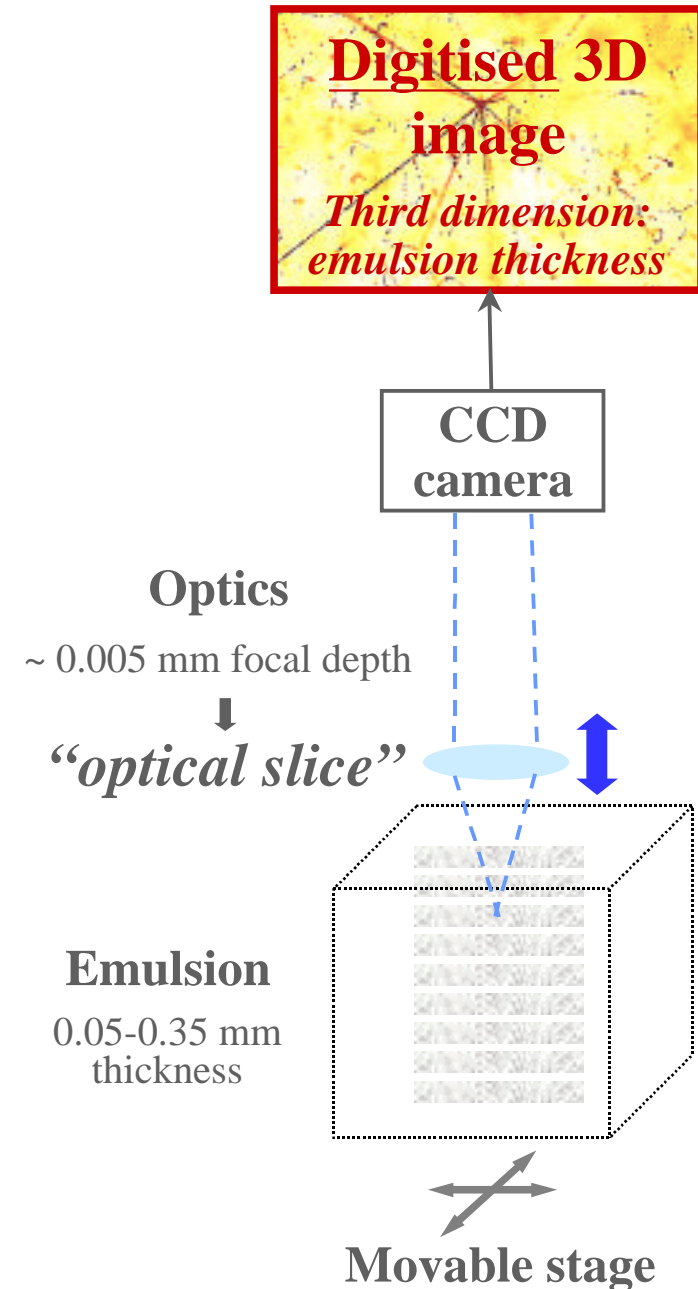 Digitised 3D
image
Third dimension:
emulsion thickness
CCD
camera
Optics
~ 0.005 mm focal depth
“optical slice”
Emulsion
0.05-0.35 mm
thickness
Movable stage